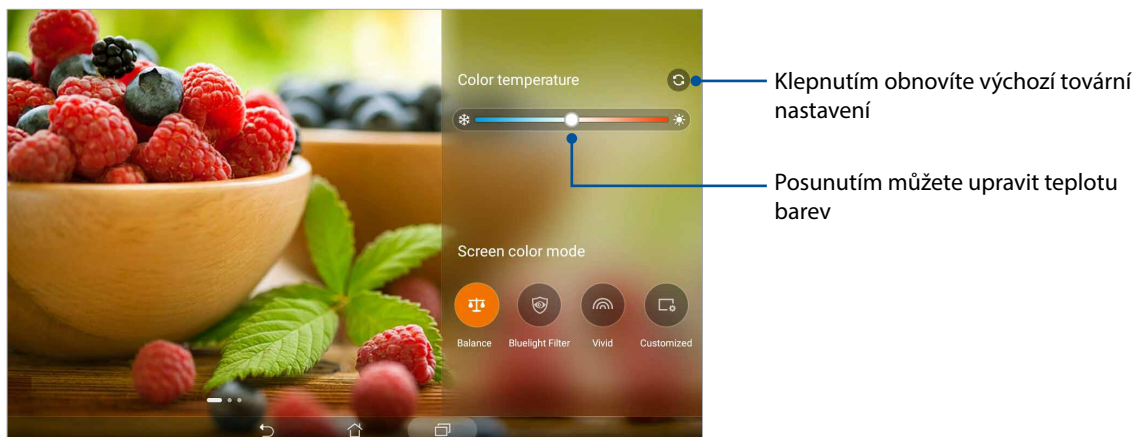 Color temperature
Klepnutím obnovíte výchozí tovární
nastavení
Posunutím můžete upravit teplotu
barev
Screen color mode
Balance
Bluelight Filter
Vivid
Customized